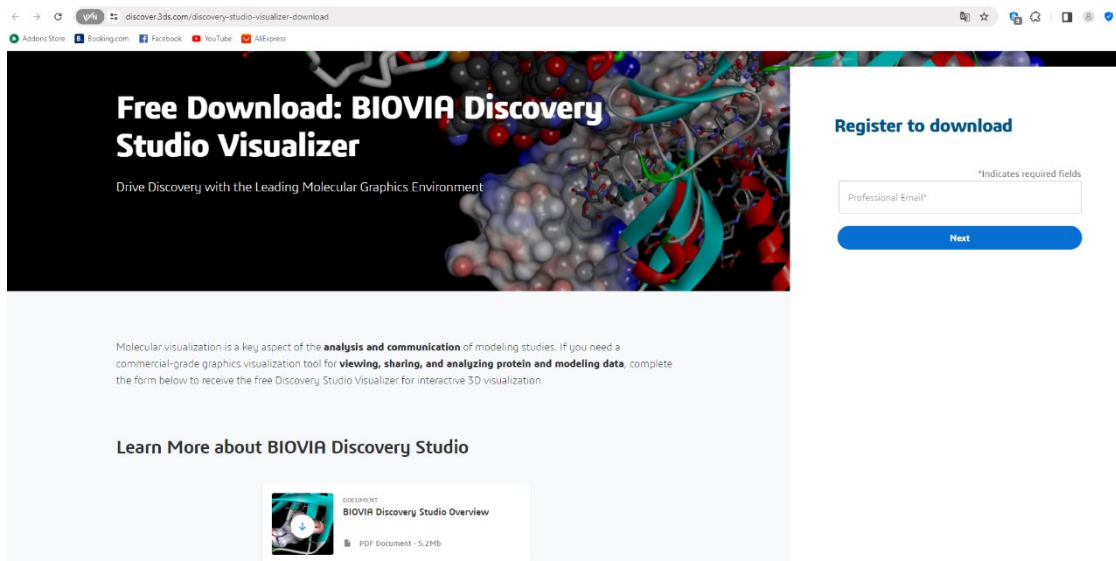 VPN
discover.3ds.com/discovery-studio-visualizer-download
Addons Store Booking.com Facebook YouTube AliExpress
Free Download: BIOVIA Discovery
Studio Visualizer
Drive Discovery with the Leading Molecular Graphics Environment
Register to download
*Indicates required fields
Professional Email*
Next
Molecular visualization is a key aspect of the analysis and communication of modeling studies. If you need a
commercial-grade graphics visualization tool for viewing, sharing, and analyzing protein and modeling data, complete
the form below to receive the free Discovery Studio Visualizer for interactive 3D visualization.
Learn More about BIOVIA Discovery Studio
DOCUMENT
BIOVIA Discovery Studio Overview
PDF Document - 5.2Mb